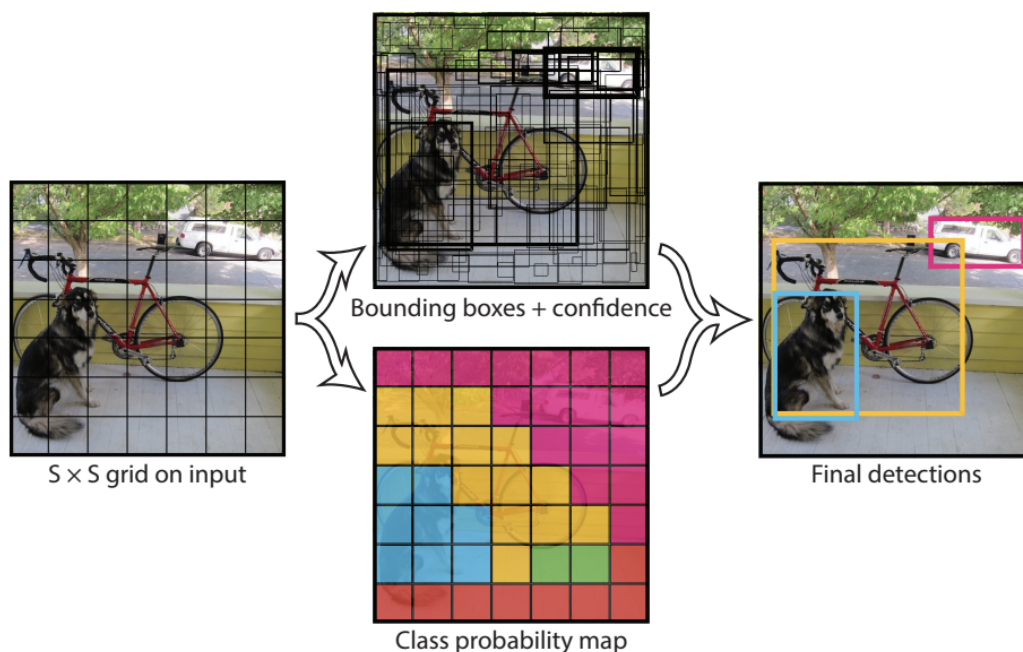 Bounding boxes + confidence
S × S grid on input
Final detections
Class probability map